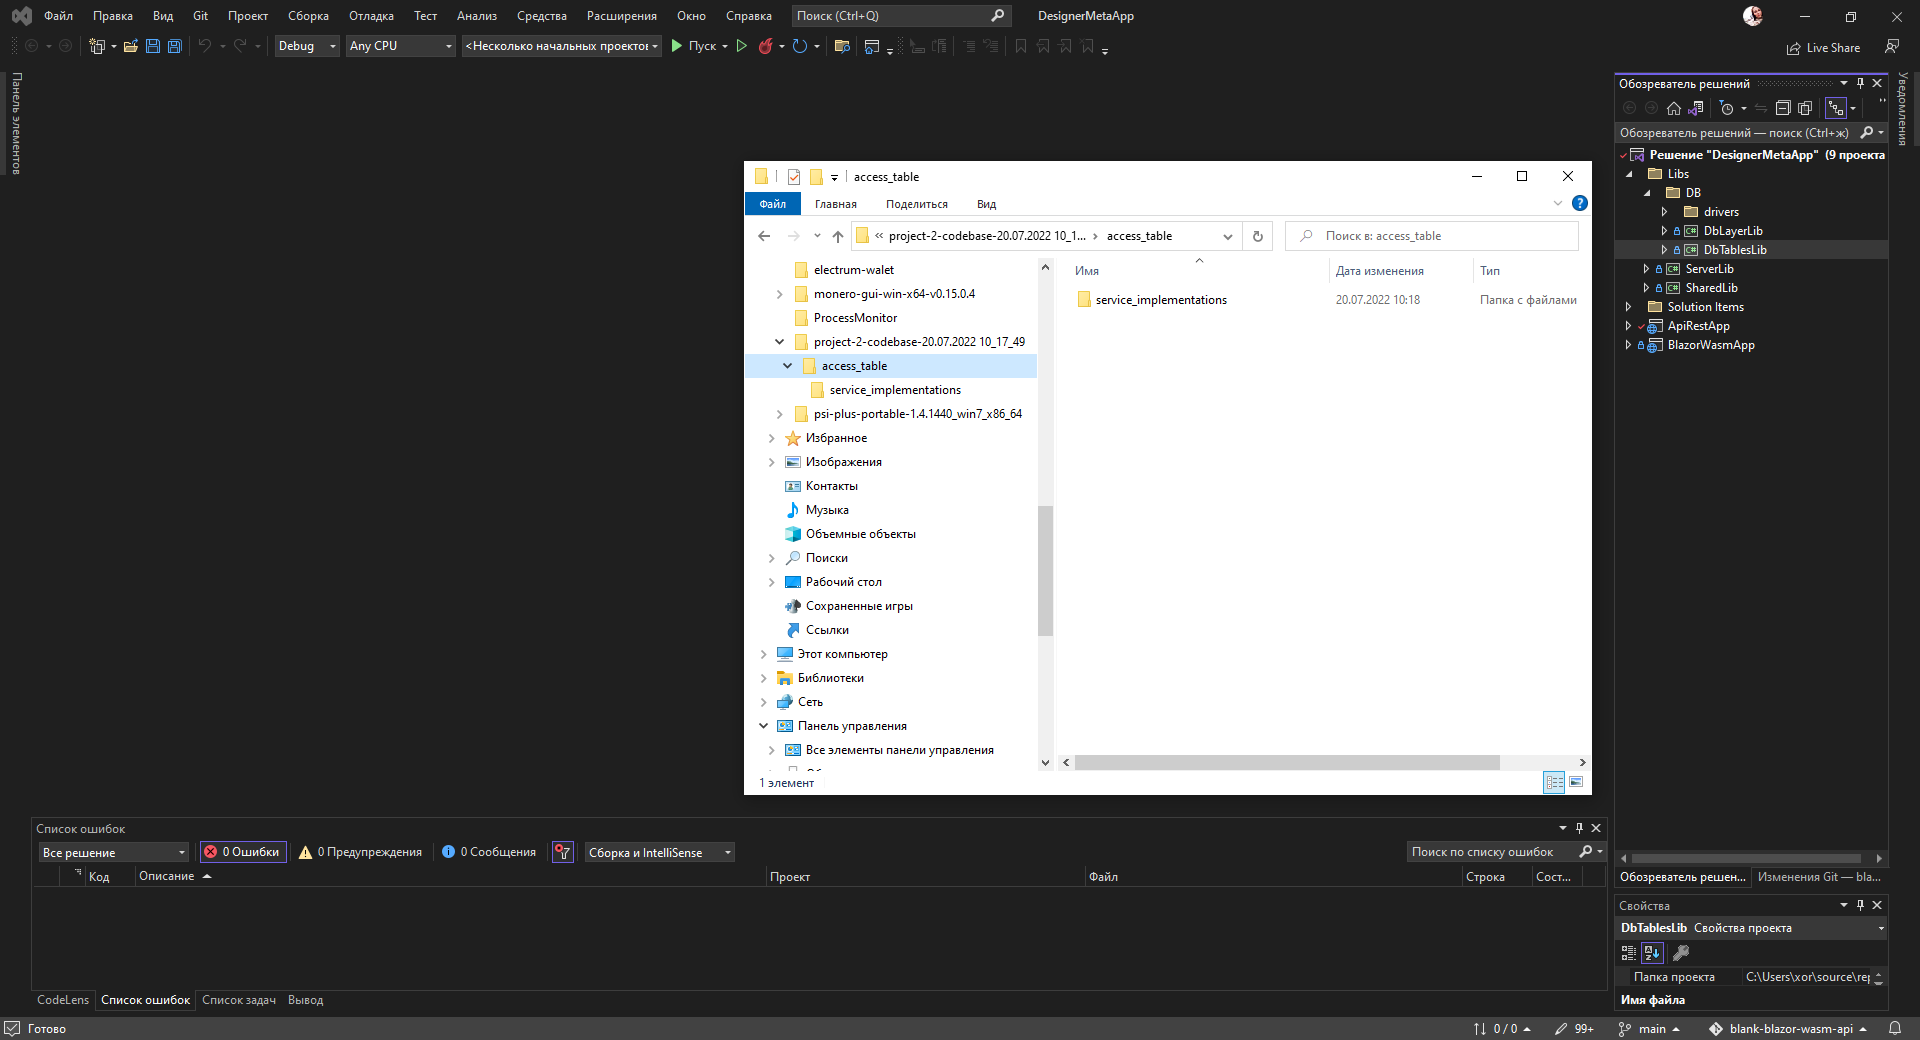 Файл Правка Вид Git Проект Сборка Отладка Тест Анализ Средства Расширения Окно Справка Поиск (Ctrl+Q) DesignerMetaApp
Debug Any CPU <Несколько начальных проектов Пуск Live Share
Панель элементов
Уведомления
Обозреватель решений
Обозреватель решений — поиск (Ctrl+ж)
Решение "DesignerMetaApp" (9 проекта
Libs
DB
drivers
DbLayerLib
DbTablesLib
ServerLib
SharedLib
Solution Items
ApiRestApp
BlazorWasmApp
access_table
Файл Главная Поделиться Вид
« project-2-codebase-20.07.2022 10_1... › access_table Поиск в: access_table
electrum-walet
monero-gui-win-x64-v0.15.0.4
ProcessMonitor
project-2-codebase-20.07.2022 10_17_49
access_table
service_implementations
psi-plus-portable-1.4.1440_win7_x86_64
Избранное
Изображения
Контакты
Музыка
Объемные объекты
Поиски
Рабочий стол
Сохраненные игры
Ссылки
Этот компьютер
Библиотеки
Сеть
Панель управления
Все элементы панели управления
Имя Дата изменения Тип
service_implementations 20.07.2022 10:18 Папка с файлами
1 элемент
Список ошибок
Все решение 0 Ошибки 0 Предупреждения 0 Сообщения Сборка и IntelliSense Поиск по списку ошибок
Код Описание Проект Файл Строка Сост...
CodeLens Список ошибок Список задач Вывод
Обозреватель решен... Изменения Git — bla...
Свойства
DbTablesLib Свойства проекта
Папка проекта C:\Users\xor\source\rep
Имя файла
Готово 0 / 0 99+ main blank-blazor-wasm-api